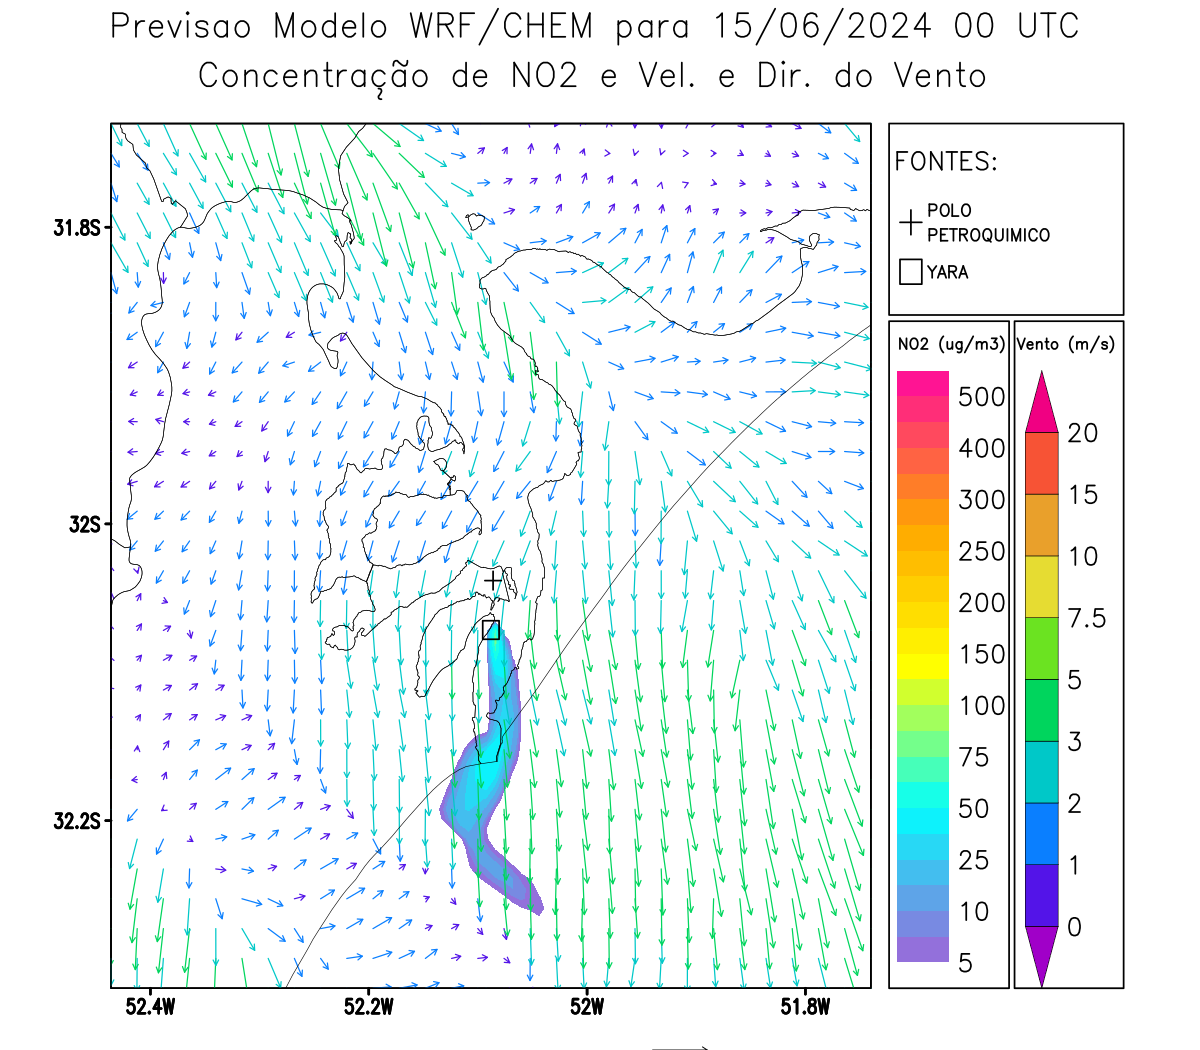 Previsao Modelo WRF/CHEM para 15/06/2024 00 UTC
Concentração de NO2 e Vel. e Dir. do Vento
FONTES:
POLO
PETROQUIMICO
YARA
NO2 (ug/m3)
500
400
300
250
200
150
100
75
50
25
10
5
Vento (m/s)
20
15
10
7.5
5
3
2
1
0
31.8S
32S
32.2S
52.4W
52.2W
52W
51.8W